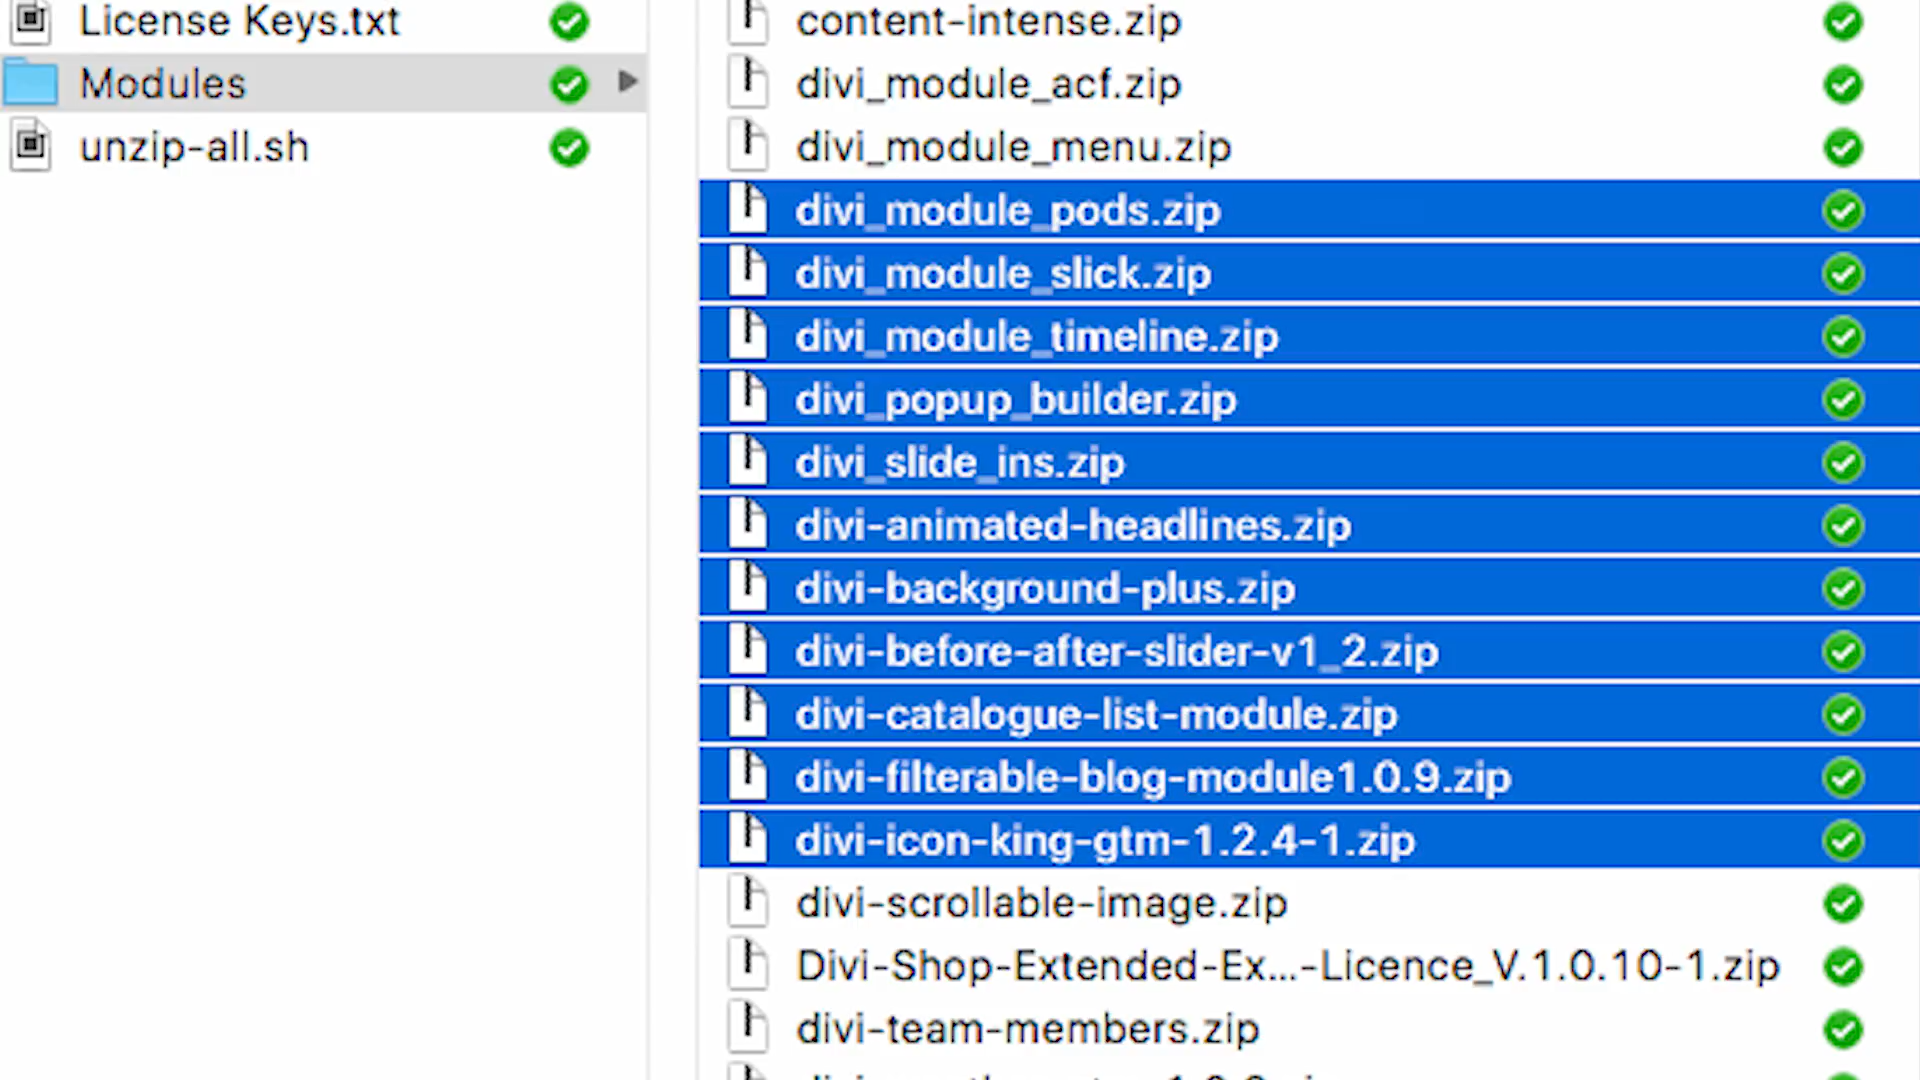 License Keys.txt
Modules
unzip-all.sh
content-intense.zip
divi_module_acf.zip
divi_module_menu.zip
divi_module_pods.zip
divi_module_slick.zip
divi_module_timeline.zip
divi_popup_builder.zip
divi_slide_ins.zip
divi-animated-headlines.zip
divi-background-plus.zip
divi-before-after-slider-v1_2.zip
divi-catalogue-list-module.zip
divi-filterable-blog-module1.0.9.zip
divi-icon-king-gtm-1.2.4-1.zip
divi-scrollable-image.zip
Divi-Shop-Extended-Ex...-Licence_V.1.0.10-1.zip
divi-team-members.zip